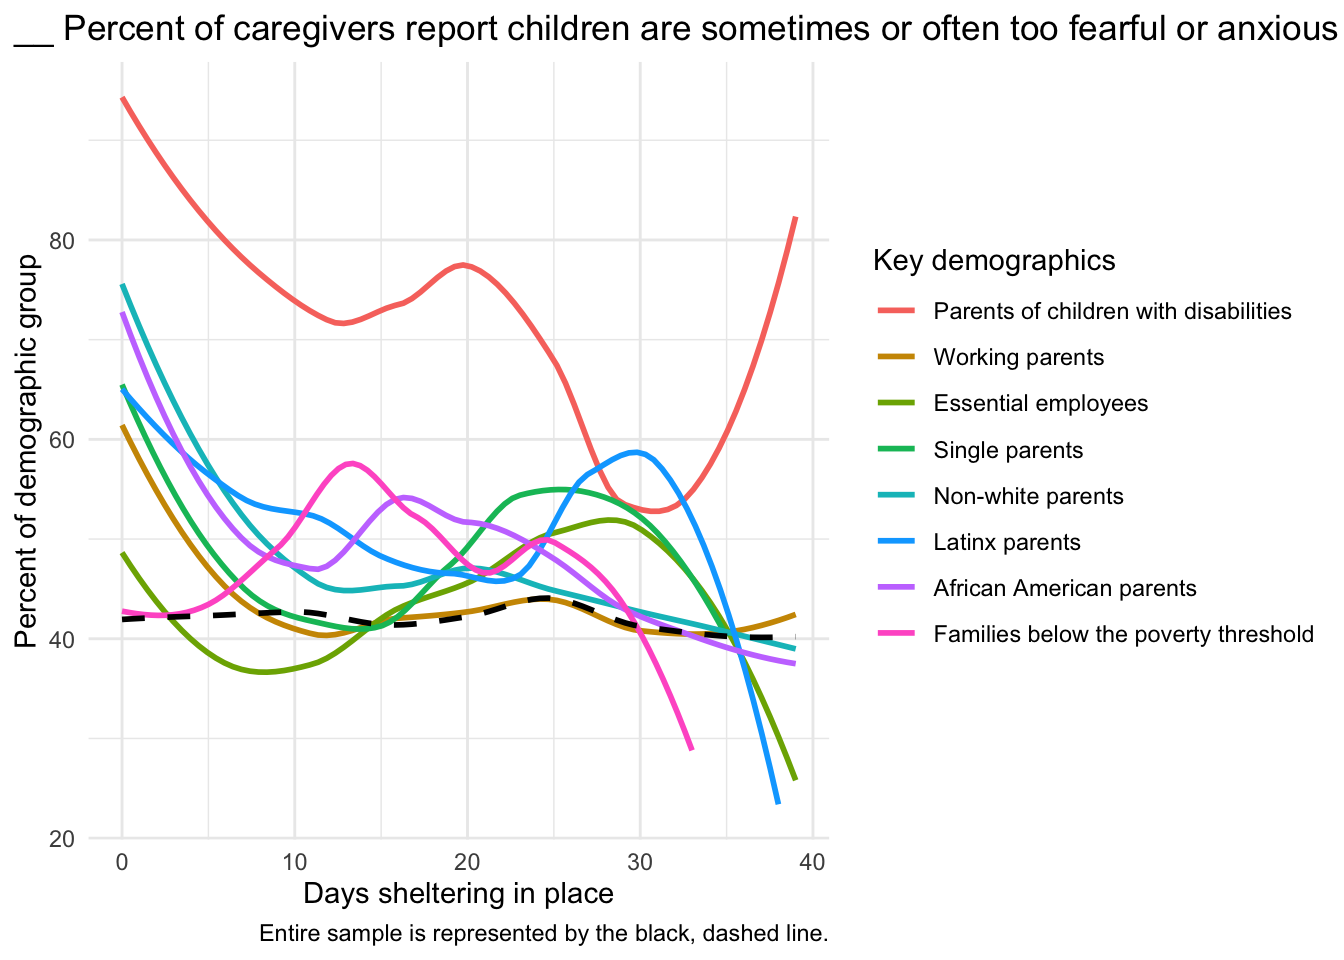 __ Percent of caregivers report children are sometimes or often too fearful or anxious
Percent of demographic group
80
60
40
20
0 10 20 30 40
Days sheltering in place
Entire sample is represented by the black, dashed line.
Key demographics
Parents of children with disabilities
Working parents
Essential employees
Single parents
Non-white parents
Latinx parents
African American parents
Families below the poverty threshold